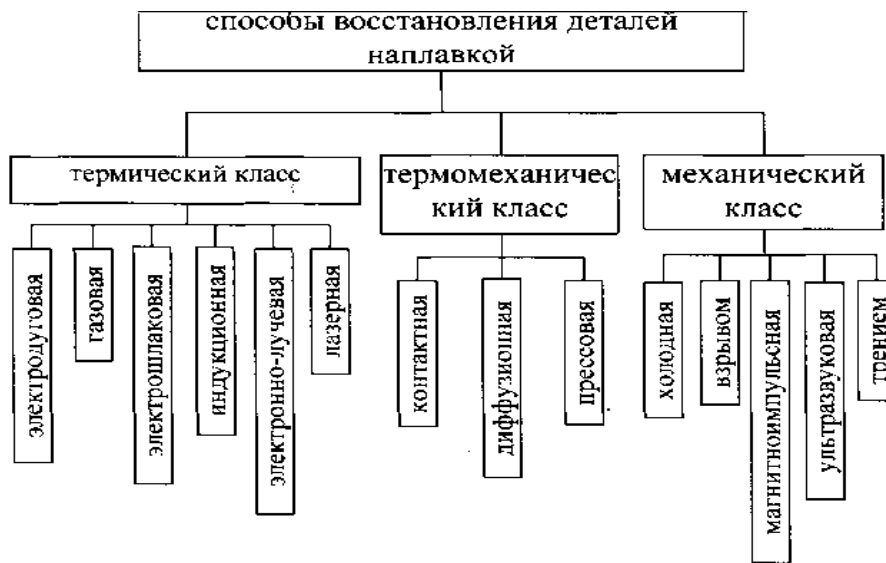 способы восстановления деталей
наплавкой
термический класс
термомеханичес
кий класс
механический
класс
электродуговая
газовая
электрошлаковая
индукционная
электронно-лучевая
лазерная
контактная
диффузионная
прессовая
холодная
взрывом
магнитноимпульсная
ультразвуковая
трением